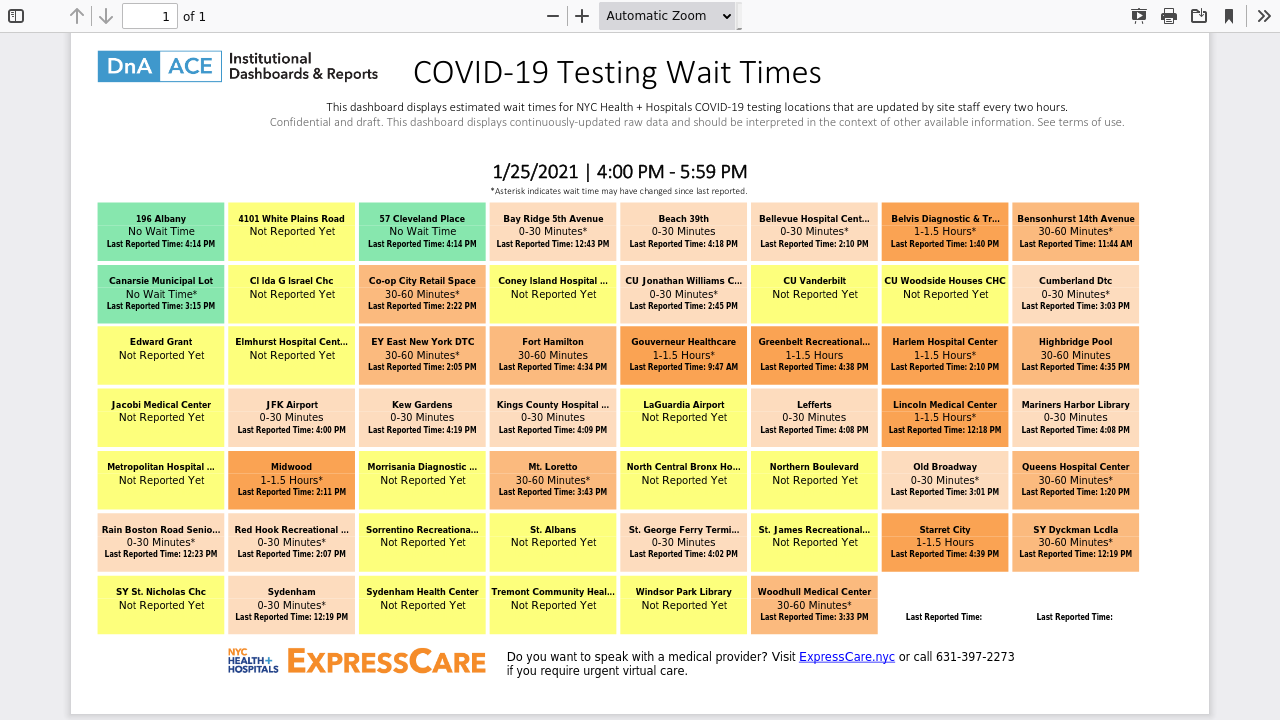 1 of 1 Automatic Zoom
DnA ACE Institutional
Dashboards & Reports
COVID-19 Testing Wait Times
This dashboard displays estimated wait times for NYC Health + Hospitals COVID-19 testing locations that are updated by site staff every two hours.
Confidential and draft. This dashboard displays continuously-updated raw data and should be interpreted in the context of other available information. See terms of use.
1/25/2021 | 4:00 PM - 5:59 PM
*Asterisk indicates wait time may have changed since last reported.
196 Albany
No Wait Time
Last Reported Time: 4:14 PM
4101 White Plains Road
Not Reported Yet
57 Cleveland Place
No Wait Time
Last Reported Time: 4:14 PM
Bay Ridge 5th Avenue
0-30 Minutes*
Last Reported Time: 12:43 PM
Beach 39th
0-30 Minutes
Last Reported Time: 4:18 PM
Bellevue Hospital Cent...
0-30 Minutes*
Last Reported Time: 2:10 PM
Belvis Diagnostic & Tr...
1-1.5 Hours*
Last Reported Time: 1:40 PM
Bensonhurst 14th Avenue
30-60 Minutes*
Last Reported Time: 11:44 AM
Canarsie Municipal Lot
No Wait Time*
Last Reported Time: 3:15 PM
Cl Ida G Israel Chc
Not Reported Yet
Co-op City Retail Space
30-60 Minutes*
Last Reported Time: 2:22 PM
Coney Island Hospital ...
Not Reported Yet
CU Jonathan Williams C...
0-30 Minutes*
Last Reported Time: 2:45 PM
CU Vanderbilt
Not Reported Yet
CU Woodside Houses CHC
Not Reported Yet
Cumberland Dtc
0-30 Minutes*
Last Reported Time: 3:03 PM
Edward Grant
Not Reported Yet
Elmhurst Hospital Cent...
Not Reported Yet
EY East New York DTC
30-60 Minutes*
Last Reported Time: 2:05 PM
Fort Hamilton
30-60 Minutes
Last Reported Time: 4:34 PM
Gouverneur Healthcare
1-1.5 Hours*
Last Reported Time: 9:47 AM
Greenbelt Recreational...
1-1.5 Hours
Last Reported Time: 4:38 PM
Harlem Hospital Center
1-1.5 Hours*
Last Reported Time: 2:10 PM
Highbridge Pool
30-60 Minutes
Last Reported Time: 4:35 PM
Jacobi Medical Center
Not Reported Yet
JFK Airport
0-30 Minutes
Last Reported Time: 4:00 PM
Kew Gardens
0-30 Minutes
Last Reported Time: 4:19 PM
Kings County Hospital ...
0-30 Minutes
Last Reported Time: 4:09 PM
LaGuardia Airport
Not Reported Yet
Lefferts
0-30 Minutes
Last Reported Time: 4:08 PM
Lincoln Medical Center
1-1.5 Hours*
Last Reported Time: 12:18 PM
Mariners Harbor Library
0-30 Minutes
Last Reported Time: 4:08 PM
Metropolitan Hospital ...
Not Reported Yet
Midwood
1-1.5 Hours*
Last Reported Time: 2:11 PM
Morrisania Diagnostic ...
Not Reported Yet
Mt. Loretto
30-60 Minutes*
Last Reported Time: 3:43 PM
North Central Bronx Ho...
Not Reported Yet
Northern Boulevard
Not Reported Yet
Old Broadway
0-30 Minutes*
Last Reported Time: 3:01 PM
Queens Hospital Center
30-60 Minutes*
Last Reported Time: 1:20 PM
Rain Boston Road Senio...
0-30 Minutes*
Last Reported Time: 12:23 PM
Red Hook Recreational ...
0-30 Minutes*
Last Reported Time: 2:07 PM
Sorrentino Recreationa...
Not Reported Yet
St. Albans
Not Reported Yet
St. George Ferry Termi...
0-30 Minutes
Last Reported Time: 4:02 PM
St. James Recreational...
Not Reported Yet
Starret City
1-1.5 Hours
Last Reported Time: 4:39 PM
SY Dyckman Lcdla
30-60 Minutes*
Last Reported Time: 12:19 PM
SY St. Nicholas Chc
Not Reported Yet
Sydenham
0-30 Minutes*
Last Reported Time: 12:19 PM
Sydenham Health Center
Not Reported Yet
Tremont Community Heal...
Not Reported Yet
Windsor Park Library
Not Reported Yet
Woodhull Medical Center
30-60 Minutes*
Last Reported Time: 3:33 PM
Last Reported Time:
Last Reported Time:
NYC
HEALTH+
HOSPITALS
EXPRESSCARE
Do you want to speak with a medical provider? Visit ExpressCare.nyc or call 631-397-2273
if you require urgent virtual care.